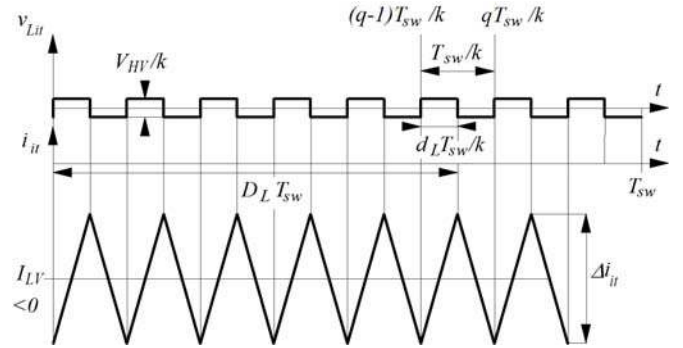 v_Lit
(q-1)T_sw/k
qT_sw/k
V_HV/k
T_sw/k
t
i_it
d_L T_sw/k
t
D_L T_sw
T_sw
I_LV
<0
Δi_it